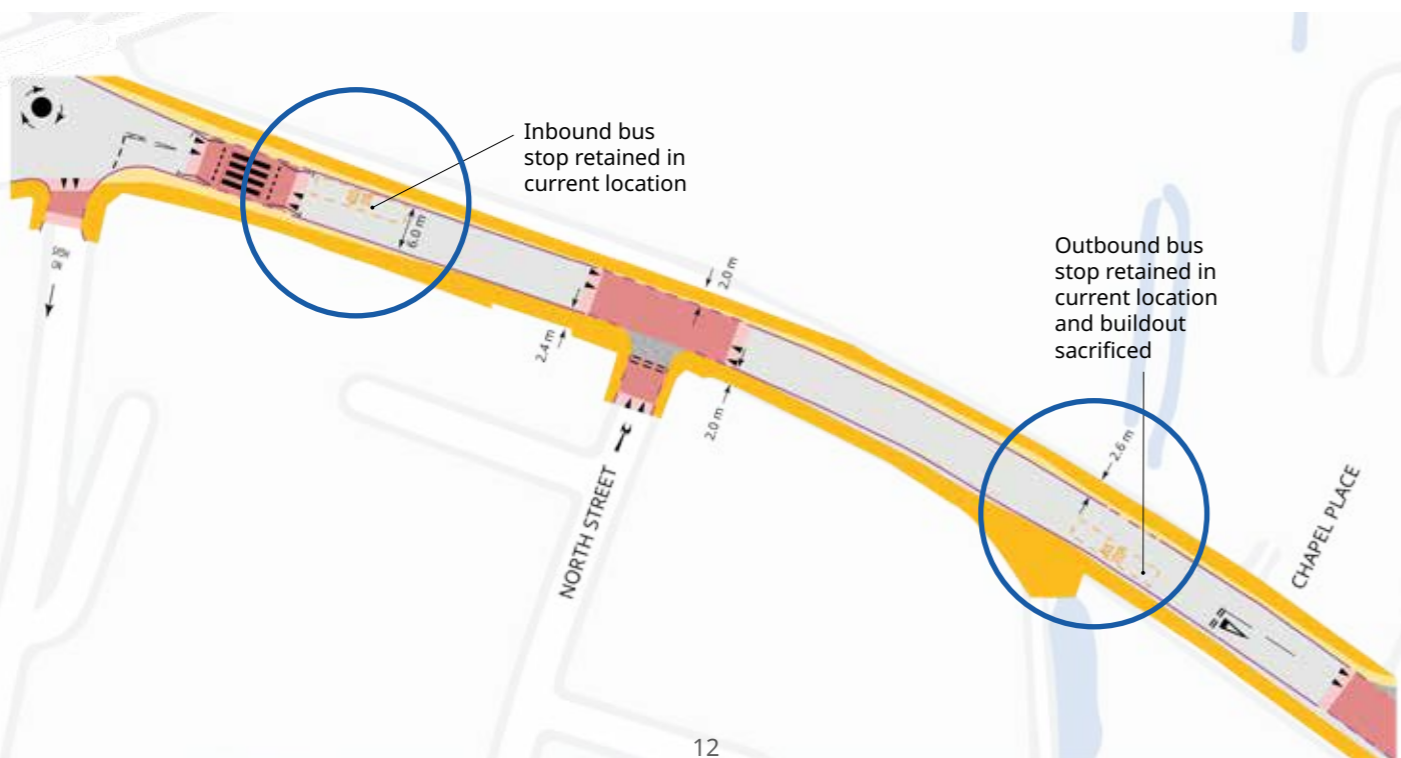 Inbound bus
stop retained in
current location
6.0 m
2.0 m
2.4 m
2.0 m
NORTH STREET
Outbound bus
stop retained in
current location
and buildout
sacrificed
2.6 m
CHAPEL PLACE
12